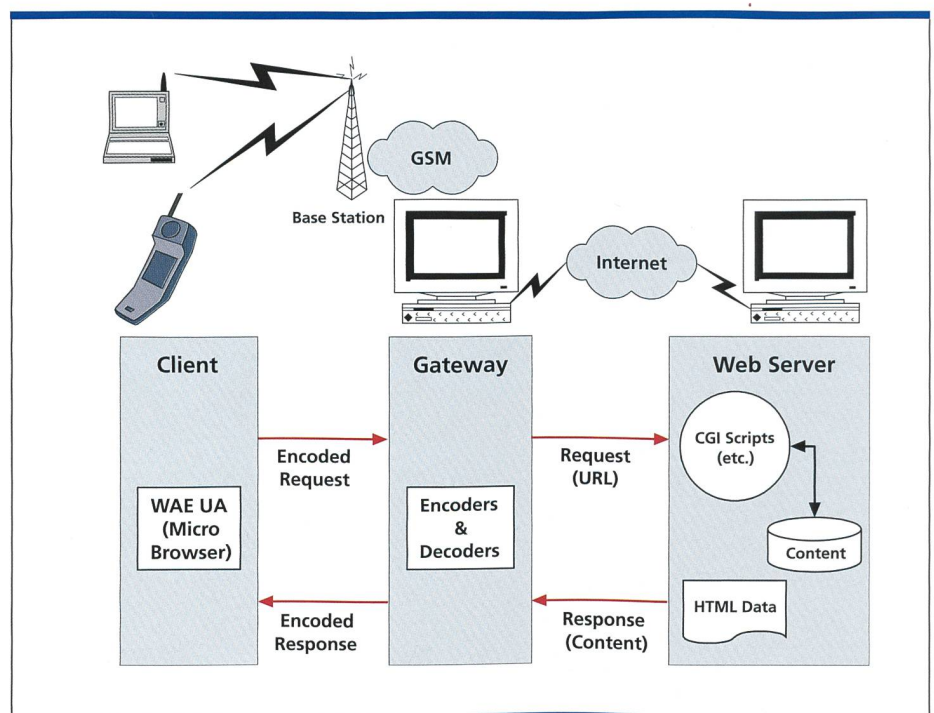 GSM
Base Station
Internet
Client
Gateway
Web Server
Encoded
Request
Request
(URL)
CGI Scripts
(etc.)
WAE UA
(Micro
Browser)
Encoders
&
Decoders
Content
Encoded
Response
Response
(Content)
HTML Data